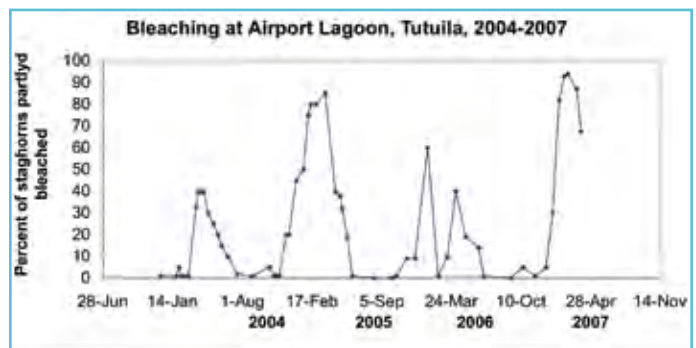 Bleaching at Airport Lagoon, Tutuila, 2004-2007
Percent of staghorns partlyd
bleached
100
90
80
70
60
50
40
30
20
10
0
28-Jun 14-Jan 1-Aug 17-Feb 5-Sep 24-Mar 10-Oct 28-Apr 14-Nov
2004 2005 2006 2007